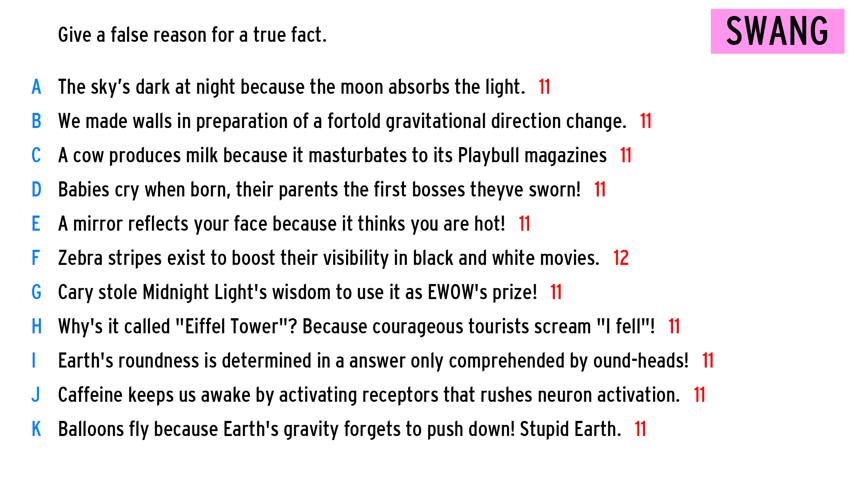 Give a false reason for a true fact.
SWANG
A The sky's dark at night because the moon absorbs the light. 11
B We made walls in preparation of a fortold gravitational direction change. 11
C A cow produces milk because it masturbates to its Playbull magazines 11
D Babies cry when born, their parents the first bosses theyve sworn! 11
E A mirror reflects your face because it thinks you are hot! 11
F Zebra stripes exist to boost their visibility in black and white movies. 12
G Cary stole Midnight Light's wisdom to use it as EWOW's prize! 11
H Why's it called "Eiffel Tower"? Because courageous tourists scream "I fell"! 11
I Earth's roundness is determined in a answer only comprehended by ound-heads! 11
J Caffeine keeps us awake by activating receptors that rushes neuron activation. 11
K Balloons fly because Earth's gravity forgets to push down! Stupid Earth. 11